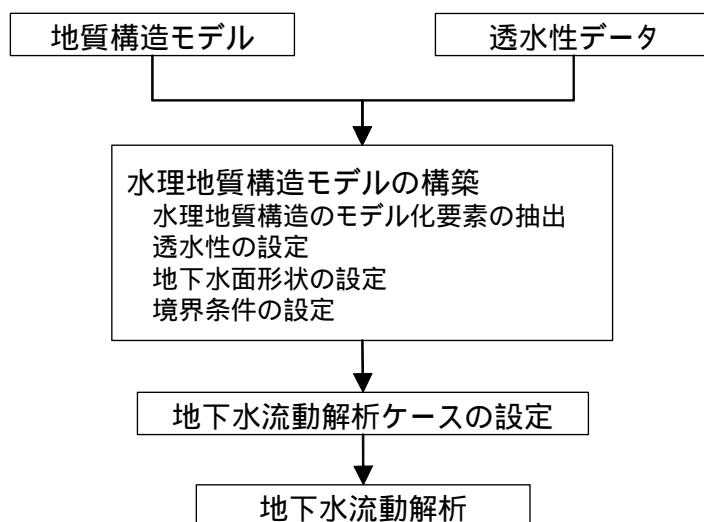 地質構造モデル
透水性データ
水理地質構造モデルの構築
水理地質構造のモデル化要素の抽出
透水性の設定
地下水面形状の設定
境界条件の設定
地下水流動解析ケースの設定
地下水流動解析